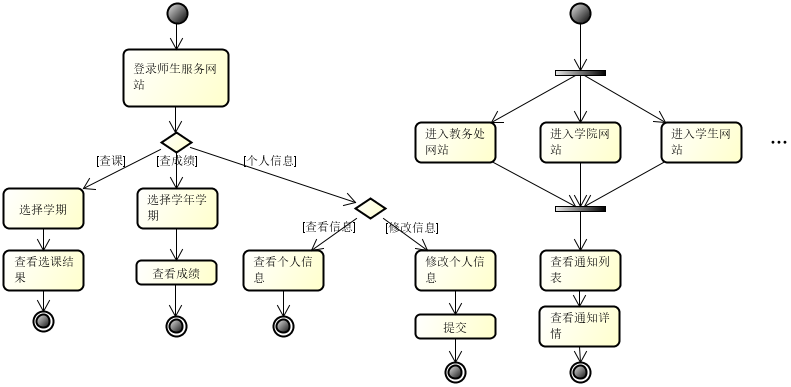 登录师生服务网
站
[查课]
[查成绩]
[个人信息]
选择学期
选择学年学
期
[查看信息]
[修改信息]
查看选课结
果
查看成绩
查看个人信
息
修改个人信
息
提交
进入教务处
网站
进入学院网
站
进入学生网
站
...
查看通知列
表
查看通知详
情